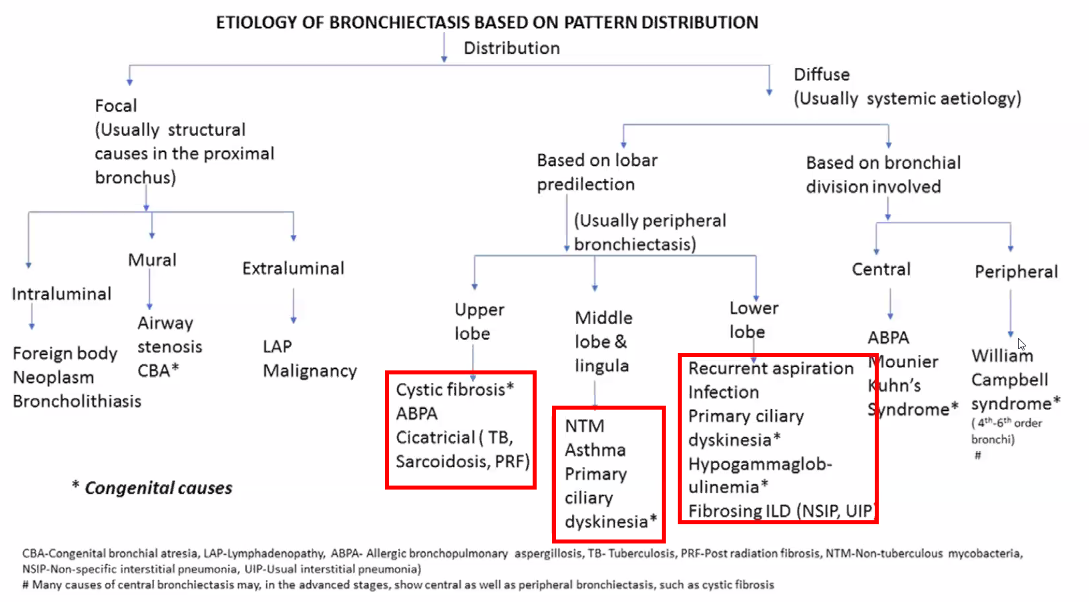 ETIOLOGY OF BRONCHIECTASIS BASED ON PATTERN DISTRIBUTION
Distribution
Focal
(Usually structural
causes in the proximal
bronchus)
Intraluminal
Foreign body
Neoplasm
Broncholithiasis
Mural
Airway
stenosis
CBA*
Extraluminal
LAP
Malignancy
Diffuse
(Usually systemic aetiology)
Based on lobar
predilection
(Usually peripheral
bronchiectasis)
Upper
lobe
Cystic fibrosis*
ABPA
Cicatricial ( TB,
Sarcoidosis, PRF)
Middle
lobe &
lingula
NTM
Asthma
Primary
ciliary
dyskinesia*
Lower
lobe
Recurrent aspiration
Infection
Primary ciliary
dyskinesia*
Hypogammaglob-
ulinemia*
Fibrosing ILD (NSIP, UIP)
Based on bronchial
division involved
Central
ABPA
Mounier
Kuhn's
Syndrome*
Peripheral
William
Campbell
syndrome*
( 4th-6th order
bronchi)
#
* Congenital causes
CBA-Congenital bronchial atresia, LAP-Lymphadenopathy, ABPA- Allergic bronchopulmonary aspergillosis, TB- Tuberculosis, PRF-Post radiation fibrosis, NTM-Non-tuberculous mycobacteria,
NSIP-Non-specific interstitial pneumonia, UIP-Usual interstitial pneumonia)
# Many causes of central bronchiectasis may, in the advanced stages, show central as well as peripheral bronchiectasis, such as cystic fibrosis